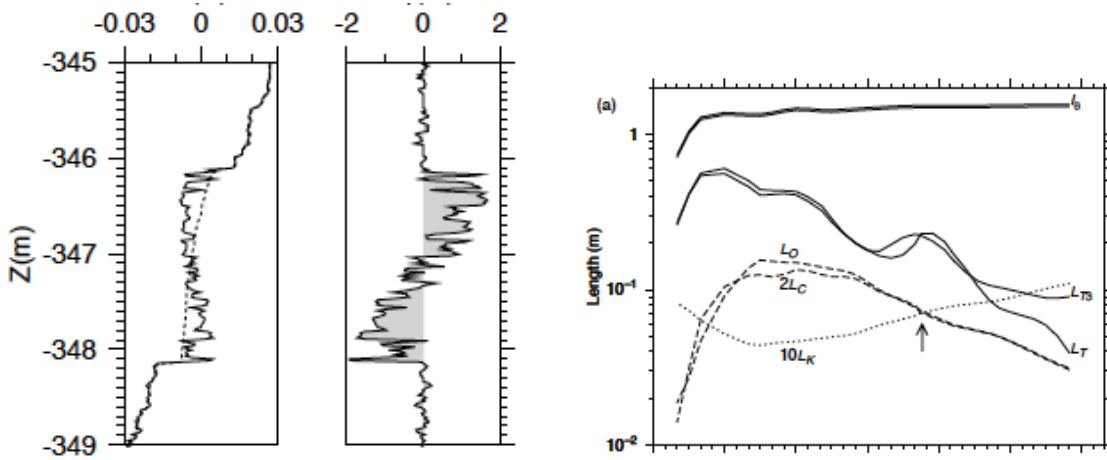 -0.03 0 0.03
-2 0 2
Z(m)
-345
-346
-347
-348
-349
(a)
Length (m)
1
10⁻¹
10⁻²
L_O
2L_C
10L_K
L_T3
L_T